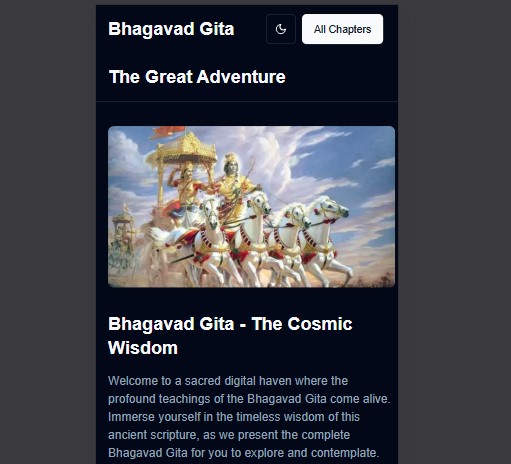 Bhagavad Gita
All Chapters
The Great Adventure
Bhagavad Gita - The Cosmic
Wisdom
Welcome to a sacred digital haven where the
profound teachings of the Bhagavad Gita come alive.
Immerse yourself in the timeless wisdom of this
ancient scripture, as we present the complete
Bhagavad Gita for you to explore and contemplate.